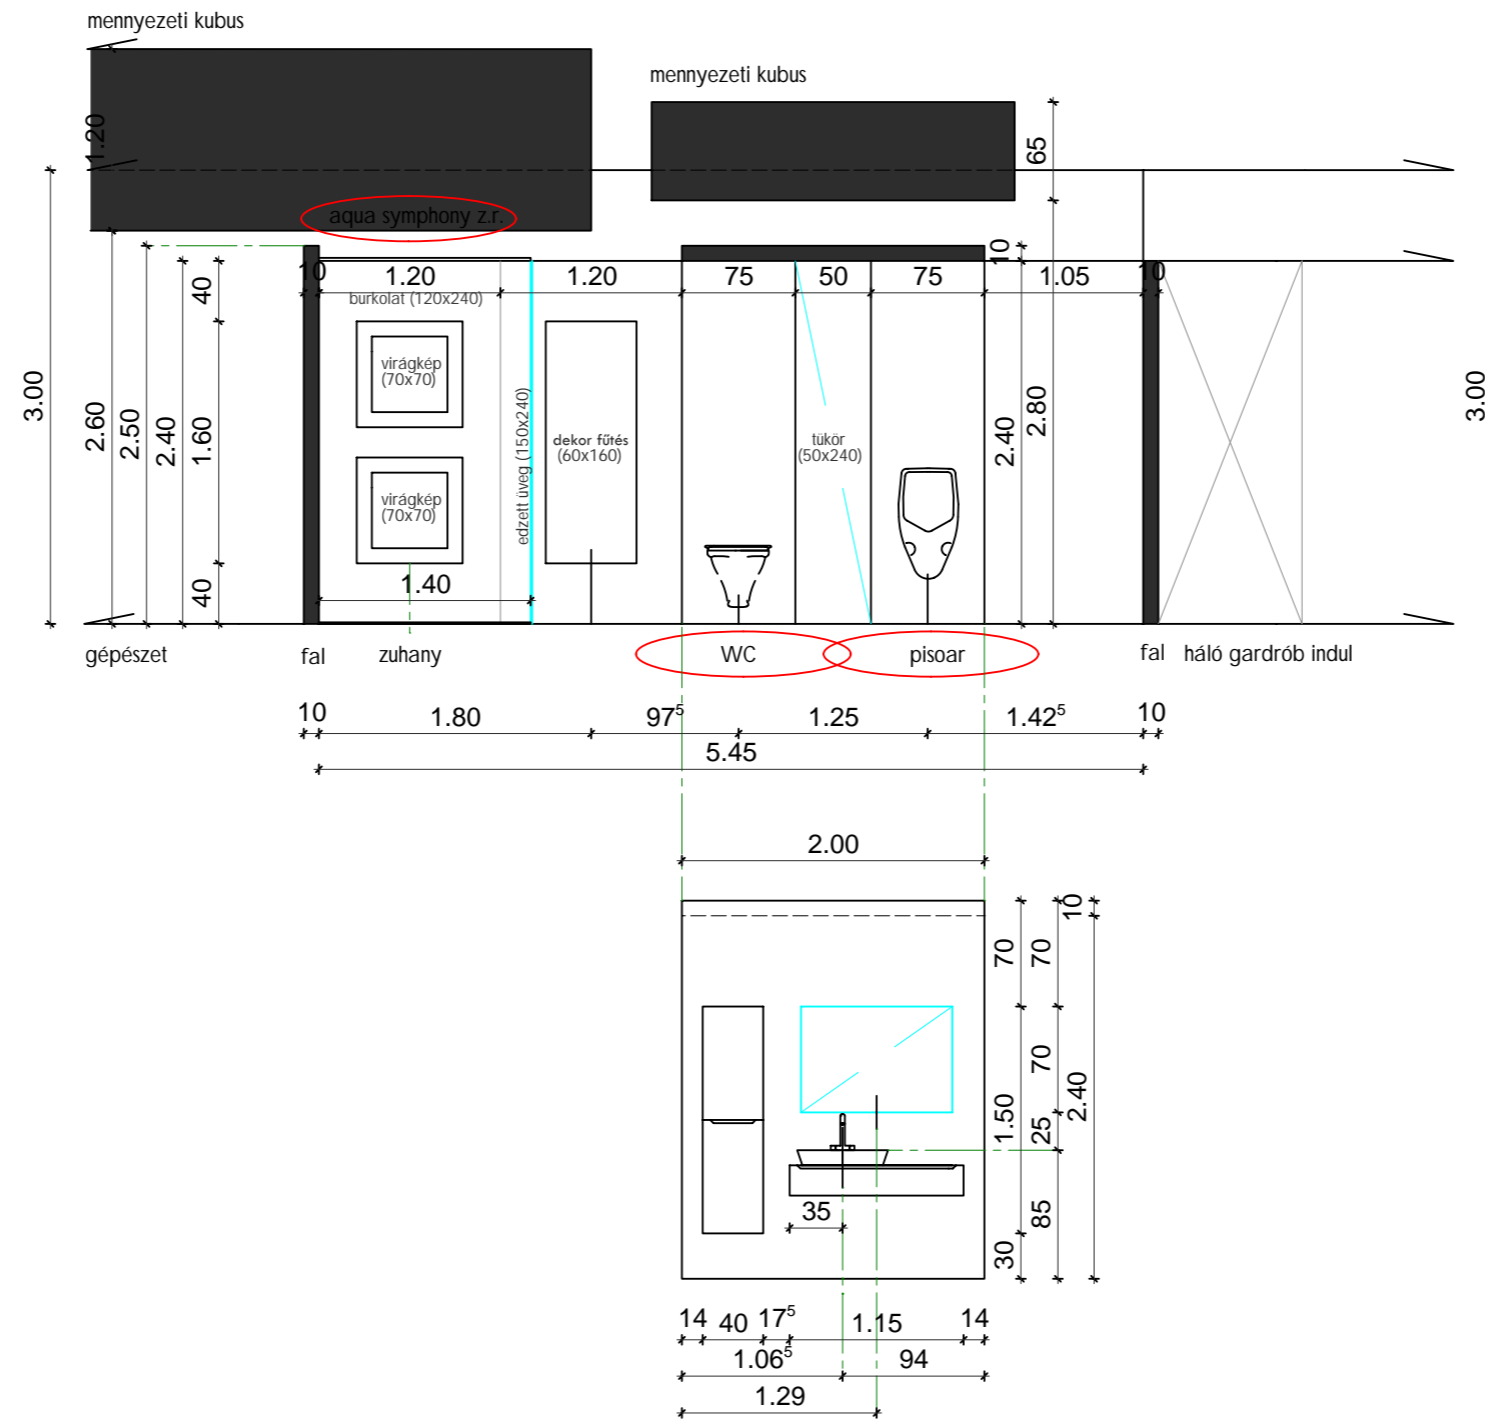 mennyezeti kubus
mennyezeti kubus
1.20
65
aqua symphony z.r.
10
10 1.20 1.20 75 50 75 1.05 10
burkolat (120x240)
40
virágkép
(70x70)
3.00
2.60
2.50
2.40
1.60
edzett üveg (150x240)
dekor fűtés
(60x160)
tükör
(50x240)
2.40
2.80
3.00
virágkép
(70x70)
40
1.40
gépészet fal zuhany WC pisoar fal háló gardrób indul
10 1.80 97⁵ 1.25 1.42⁵ 10
5.45
2.00
10
70 70
70
1.50
2.40
25
35
85
30
14 40 17⁵ 1.15 14
1.06⁵ 94
1.29